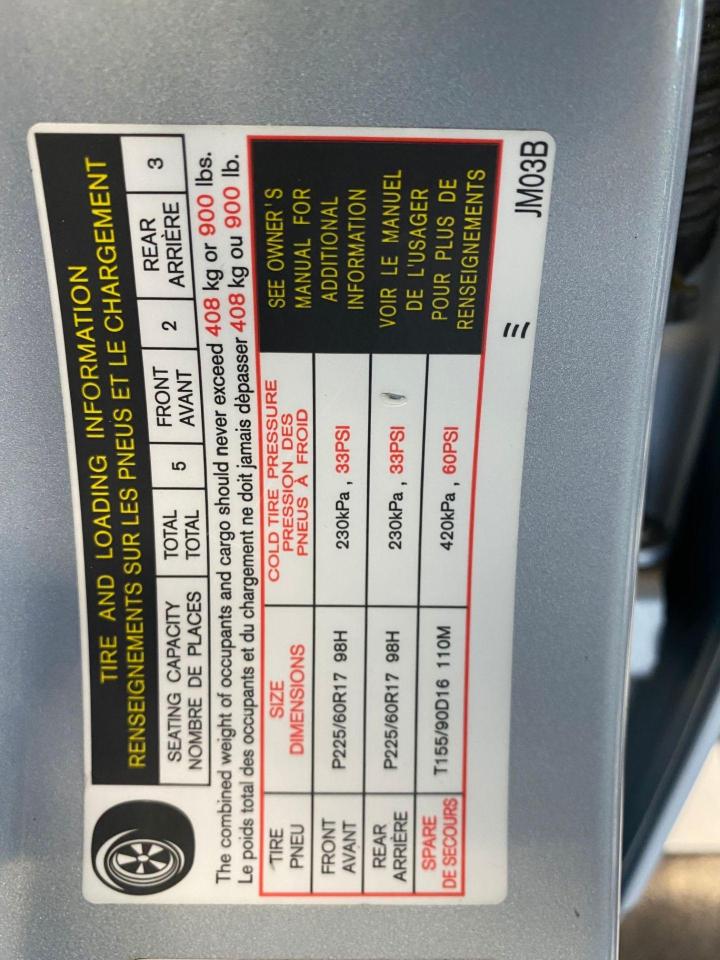 TIRE AND LOADING INFORMATION
RENSEIGNEMENTS SUR LES PNEUS ET LE CHARGEMENT
SEATING CAPACITY
NOMBRE DE PLACES
TOTAL
TOTAL
5
FRONT
AVANT
2
REAR
ARRIÈRE
3
The combined weight of occupants and cargo should never exceed 408 kg or 900 lbs.
Le poids total des occupants et du chargement ne doit jamais dépasser 408 kg ou 900 lb.
TIRE
PNEU
SIZE
DIMENSIONS
COLD TIRE PRESSURE
PRESSION DES
PNEUS À FROID
FRONT
AVANT
P225/60R17 98H
230kPa, 33PSI
REAR
ARRIÈRE
P225/60R17 98H
230kPa, 33PSI
SPARE
DE SECOURS
T155/90D16 110M
420kPa, 60PSI
SEE OWNER'S
MANUAL FOR
ADDITIONAL
INFORMATION
VOIR LE MANUEL
DE L'USAGER
POUR PLUS DE
RENSEIGNEMENTS
JM03B